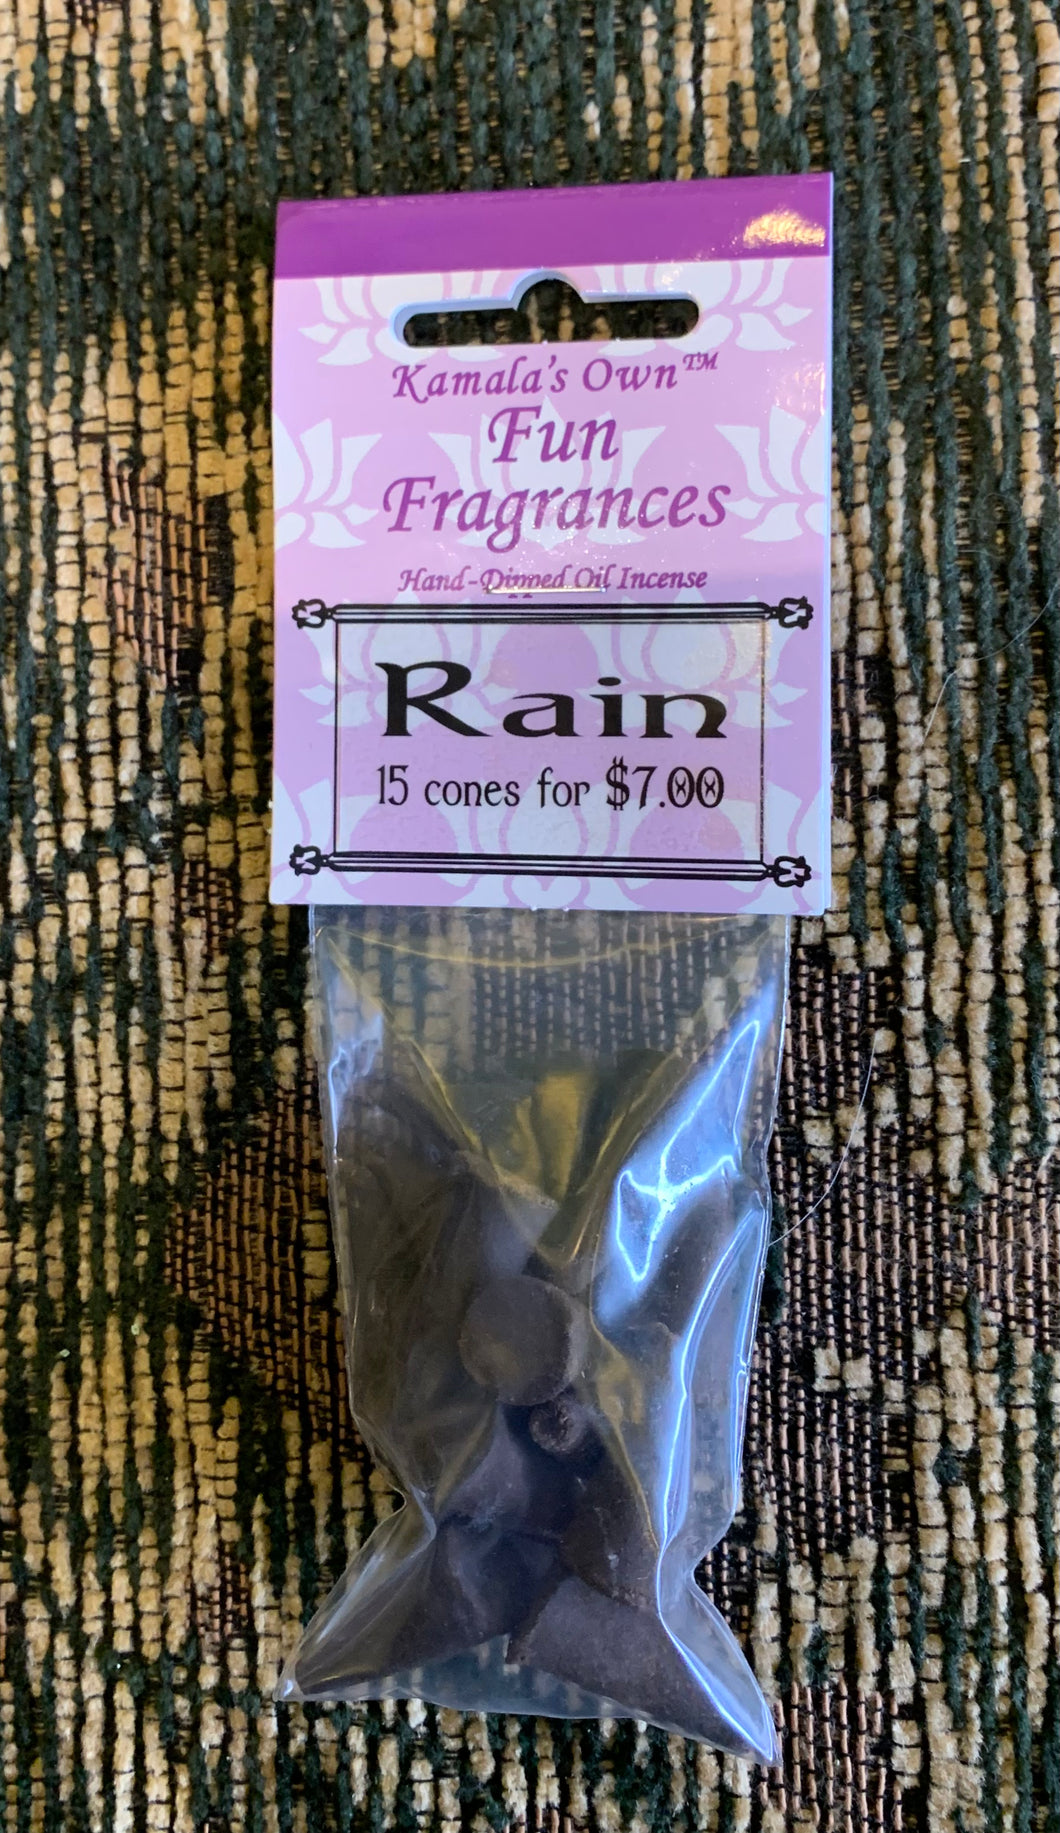 Kamala's Own™
Fun
Fragrances
Hand-Dipped Oil Incense
Rain
15 cones for $7.00